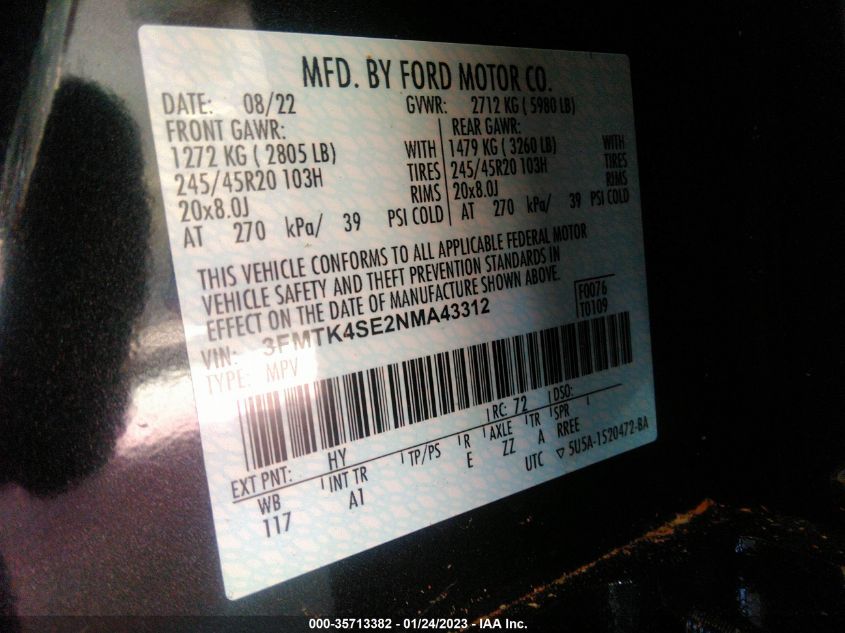 MFD. BY FORD MOTOR CO.
DATE: 08/22 GVWR: 2712 KG ( 5980 LB)
FRONT GAWR: REAR GAWR:
1272 KG ( 2805 LB) WITH 1479 KG ( 3260 LB) WITH
245/45R20 103H TIRES 245/45R20 103H TIRES
20x8.0J RIMS 20x8.0J RIMS
AT 270 kPa/ 39 PSI COLD AT 270 kPa/ 39 PSI COLD
THIS VEHICLE CONFORMS TO ALL APPLICABLE FEDERAL MOTOR
VEHICLE SAFETY AND THEFT PREVENTION STANDARDS IN
EFFECT ON THE DATE OF MANUFACTURE SHOWN ABOVE.
VIN: 3FMTK4SE2NMA43312
F0076
T0109
TYPE: MPV
RC: 72 DSO:
EXT PNT: HY
WB INT TR TP/PS R AXLE TR SPR
117 A1 E ZZ A RREE
UTC ▽ 5U5A-1520472-BA
000-35713382 - 01/24/2023 - IAA Inc.